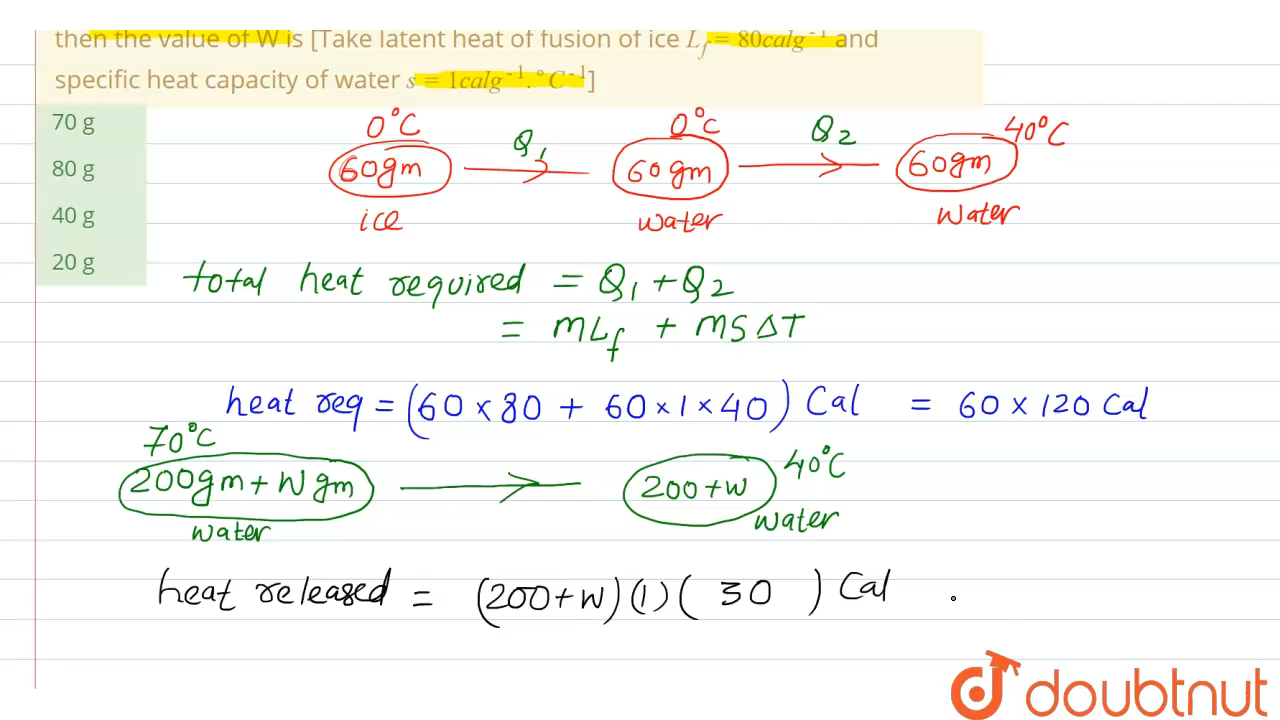 then the value of W is [Take latent heat of fusion of ice L_f = 80calg⁻¹ and
specific heat capacity of water s = 1calg⁻¹.°C⁻¹]
70 g
80 g
40 g
20 g
0°C Q₁ 0°C Q₂ 40°C
60gm 60gm 60gm
ice water water
total heat required = Q₁ + Q₂
= mL_f + mSΔT
heat req = (60 × 80 + 60 × 1 × 40) Cal = 60 × 120 Cal
70°C 40°C
200gm + W gm 200 + W
water water
heat released = (200 + W) (1) ( 30 ) Cal
doubtnut